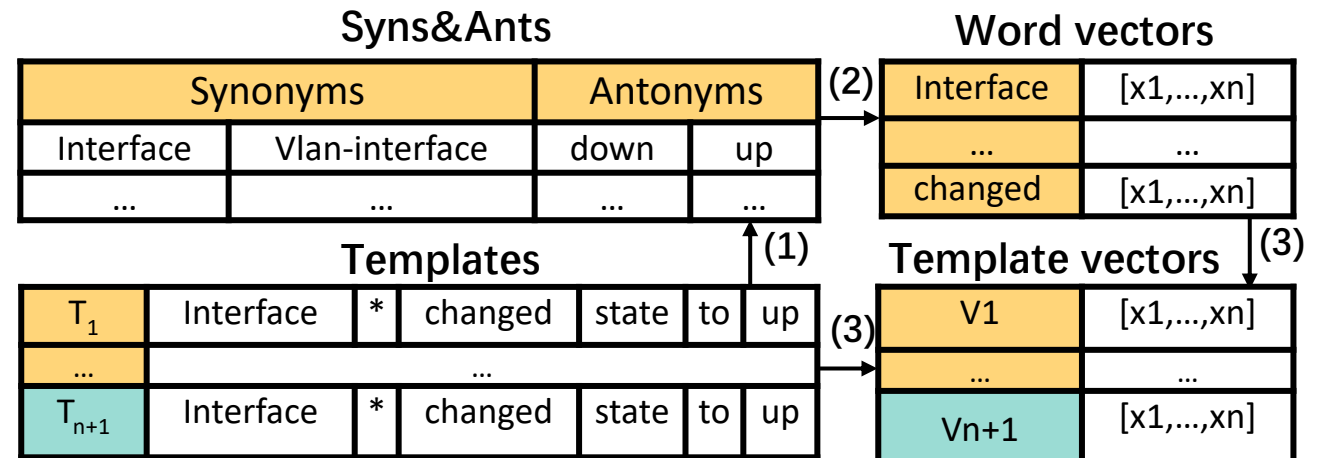 Syns&Ants
Synonyms Antonyms
Interface Vlan-interface down up
... ... ... ...
(2)
Word vectors
Interface [x1,...,xn]
... ...
changed [x1,...,xn]
(1)
(3)
Templates
T1 Interface * changed state to up
... ...
Tn+1 Interface * changed state to up
(3)
Template vectors
V1 [x1,...,xn]
... ...
Vn+1 [x1,...,xn]